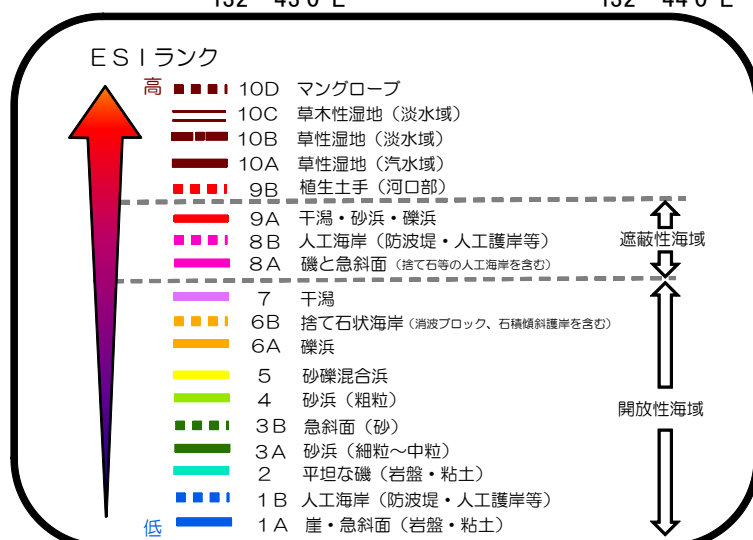 132° 43'0"E 132° 44'0"E
ＥＳＩランク
高 10D マングローブ
10C 草木性湿地（淡水域）
10B 草性湿地（淡水域）
10A 草性湿地（汽水域）
9B 植生土手（河口部）
9A 干潟・砂浜・礫浜
8B 人工海岸（防波堤・人工護岸等）
遮蔽性海域
8A 磯と急斜面（捨て石等の人工海岸を含む）
7 干潟
6B 捨て石状海岸（消波ブロック、石積傾斜護岸を含む）
6A 礫浜
5 砂礫混合浜
4 砂浜（粗粒）
開放性海域
3B 急斜面（砂）
3A 砂浜（細粒～中粒）
2 平坦な磯（岩盤・粘土）
1B 人工海岸（防波堤・人工護岸等）
低 1A 崖・急斜面（岩盤・粘土）